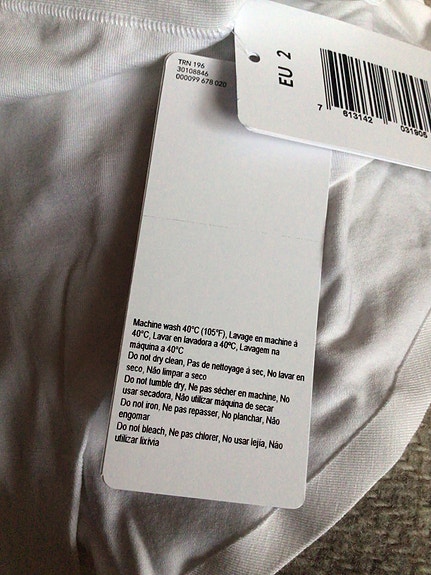 TRN 196
30108846
000099 678 020
EU 2
7 613142 031905
Machine wash 40°C (105°F), Lavage en machine à
40°C, Lavar en lavadora a 40ºC, Lavagem na
máquina a 40°C
Do not dry clean, Pas de nettoyage à sec, No lavar en
seco, Não limpar a seco
Do not tumble dry, Ne pas sécher en machine, No
usar secadora, Não utilizar máquina de secar
Do not iron, Ne pas repasser, No planchar, Não
engomar
Do not bleach, Ne pas chlorer, No usar lejía, Não
utilizar lixívia